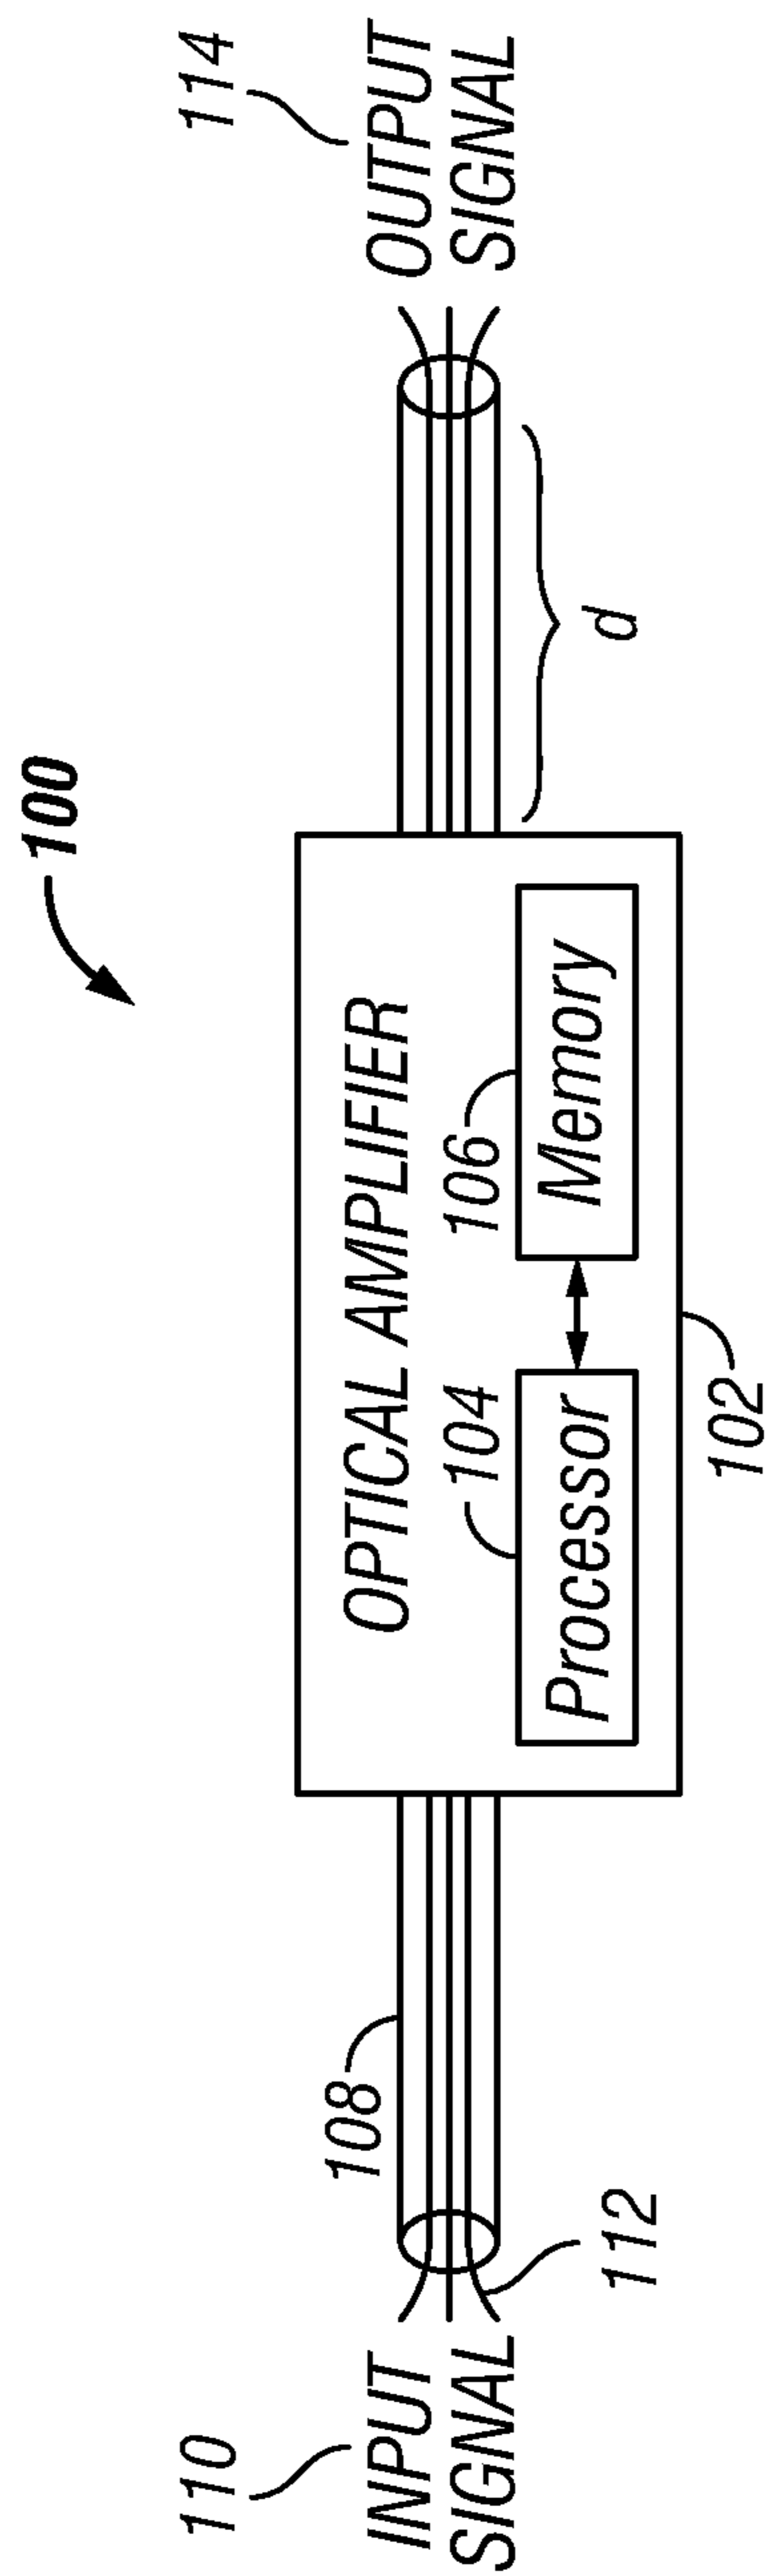 100
110
INPUT
SIGNAL
112
108
OPTICAL AMPLIFIER
104
Processor
106
Memory
102
d
114
OUTPUT
SIGNAL